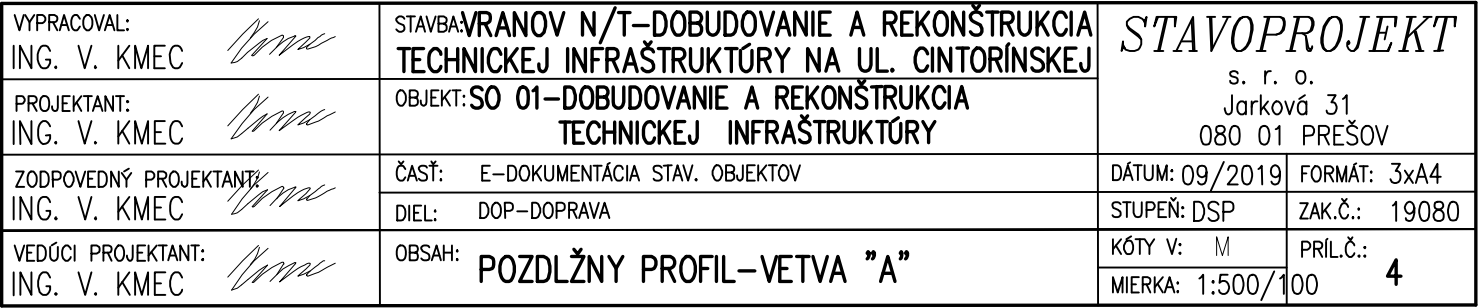 VYPRACOVAL:
ING. V. KMEC
PROJEKTANT:
ING. V. KMEC
ZODPOVEDNÝ PROJEKTANT:
ING. V. KMEC
VEDÚCI PROJEKTANT:
ING. V. KMEC
STAVBA: VRANOV N/T-DOBUDOVANIE A REKONŠTRUKCIA
TECHNICKEJ INFRAŠTRUKTÚRY NA UL. CINTORÍNSKEJ
OBJEKT: SO 01-DOBUDOVANIE A REKONŠTRUKCIA
TECHNICKEJ INFRAŠTRUKTÚRY
ČASŤ: E-DOKUMENTÁCIA STAV. OBJEKTOV
DIEL: DOP-DOPRAVA
OBSAH: POZDĹŽNY PROFIL-VETVA "A"
STAVOPROJEKT
s. r. o.
Jarková 31
080 01 PREŠOV
DÁTUM: 09/2019 FORMÁT: 3xA4
STUPEŇ: DSP ZAK.Č.: 19080
KÓTY V: M PRÍL.Č.:
MIERKA: 1:500/100 4